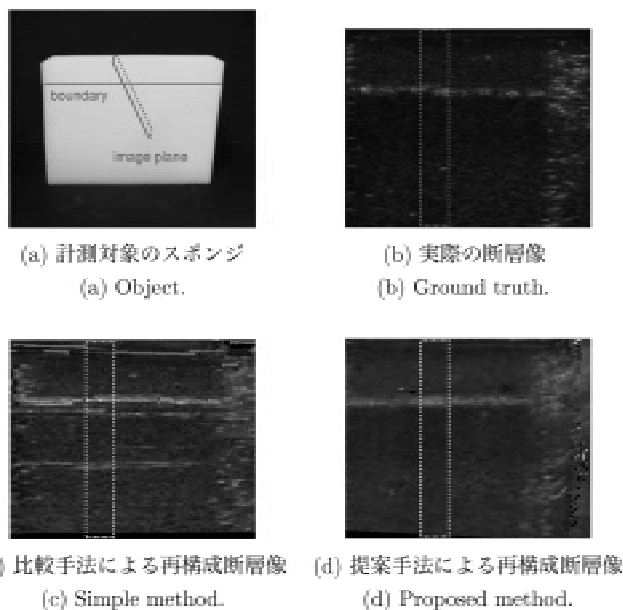 boundary
image plane
(a) 計測対象のスポンジ
(a) Object.
(b) 実際の断層像
(b) Ground truth.
) 比較手法による再構成断層像
(c) Simple method.
(d) 提案手法による再構成断層像
(d) Proposed method.